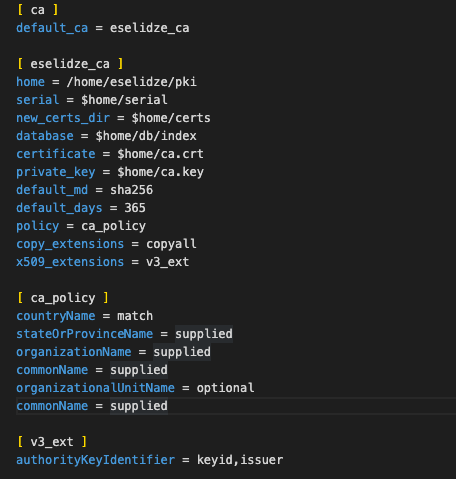 [ ca ]
default_ca = eselidze_ca
[ eselidze_ca ]
home = /home/eselidze/pki
serial = $home/serial
new_certs_dir = $home/certs
database = $home/db/index
certificate = $home/ca.crt
private_key = $home/ca.key
default_md = sha256
default_days = 365
policy = ca_policy
copy_extensions = copyall
x509_extensions = v3_ext
[ ca_policy ]
countryName = match
stateOrProvinceName = supplied
organizationName = supplied
commonName = supplied
organizationalUnitName = optional
commonName = supplied
[ v3_ext ]
authorityKeyIdentifier = keyid,issuer